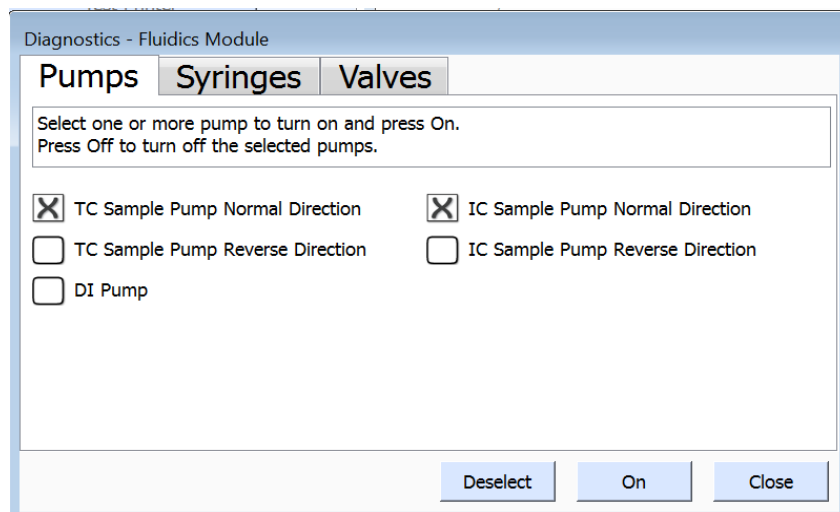 Diagnostics - Fluidics Module
Pumps Syringes Valves
Select one or more pump to turn on and press On.
Press Off to turn off the selected pumps.
TC Sample Pump Normal Direction IC Sample Pump Normal Direction
TC Sample Pump Reverse Direction IC Sample Pump Reverse Direction
DI Pump
Deselect On Close